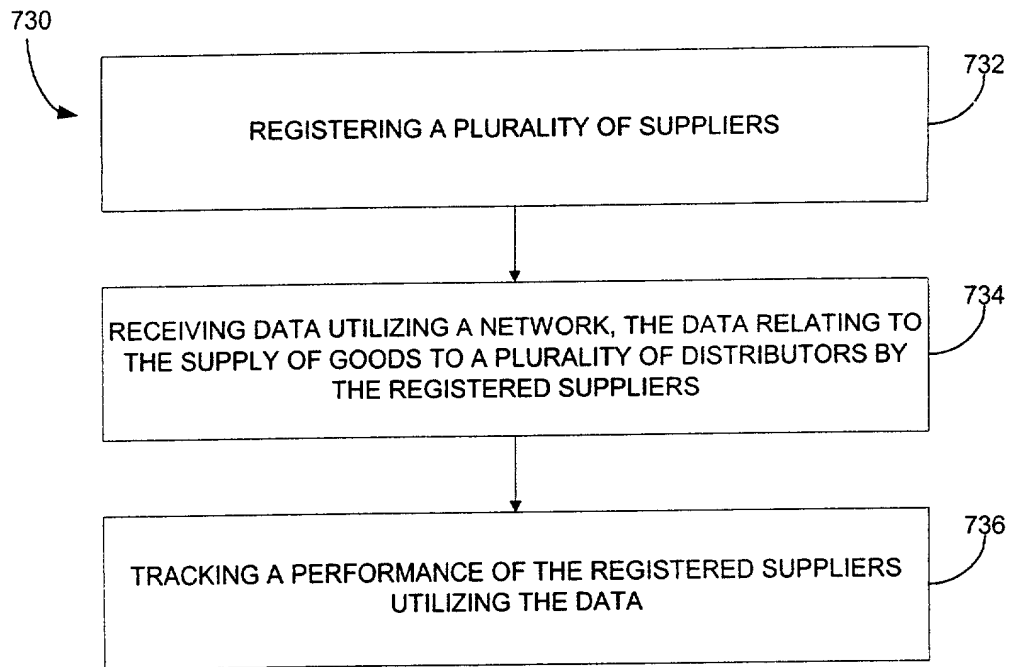 730
732
REGISTERING A PLURALITY OF SUPPLIERS
734
RECEIVING DATA UTILIZING A NETWORK, THE DATA RELATING TO
THE SUPPLY OF GOODS TO A PLURALITY OF DISTRIBUTORS BY
THE REGISTERED SUPPLIERS
736
TRACKING A PERFORMANCE OF THE REGISTERED SUPPLIERS
UTILIZING THE DATA